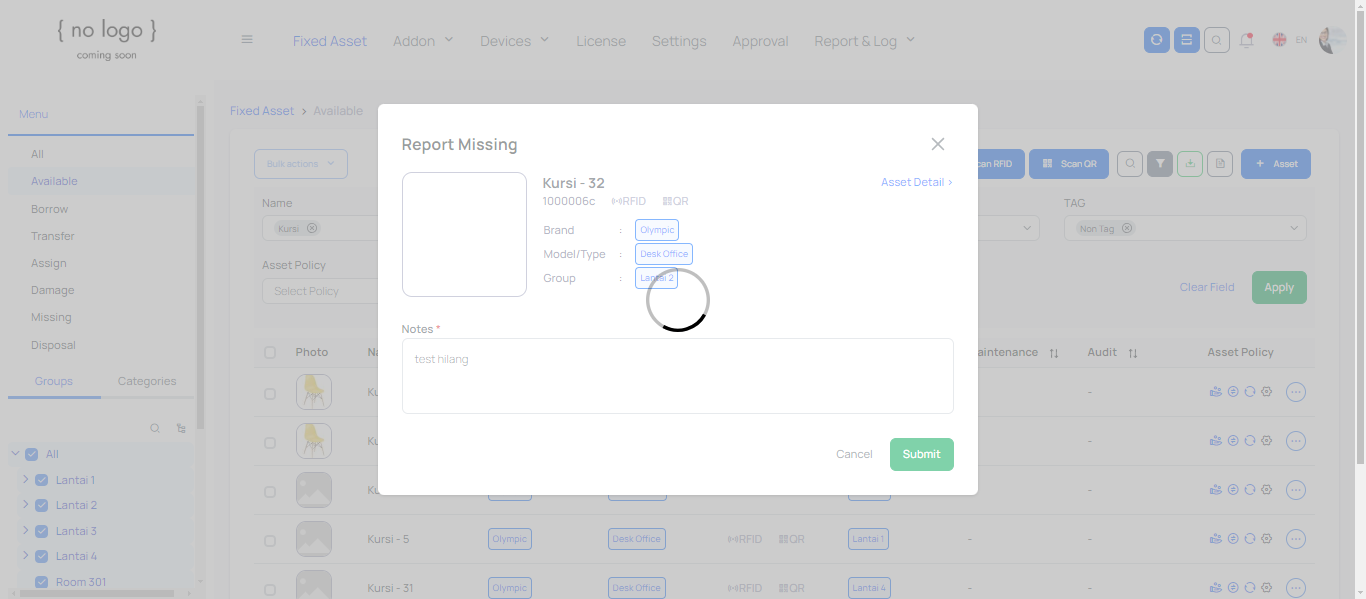 { no logo }
coming soon
Fixed Asset
Addon
Devices
License
Settings
Approval
Report & Log
EN
Menu
All
Available
Borrow
Transfer
Assign
Damage
Missing
Disposal
Groups
Categories
All
Lantai 1
Lantai 2
Lantai 3
Lantai 4
Room 301
Fixed Asset > Available
Bulk actions
RFID
Scan QR
+ Asset
Name
Kursi
TAG
Non Tag
Asset Policy
Select Policy
Clear Field
Apply
Report Missing
Kursi - 32
Asset Detail >
1000006c RFID QR
Brand : Olympic
Model/Type : Desk Office
Group : Lantai 2
Notes *
test hilang
Cancel
Submit
Photo
Audit
Asset Policy
-
-
Kursi - 5 Olympic Desk Office RFID QR Lantai 1 - -
Kursi - 31 Olympic Desk Office RFID QR Lantai 4 - -